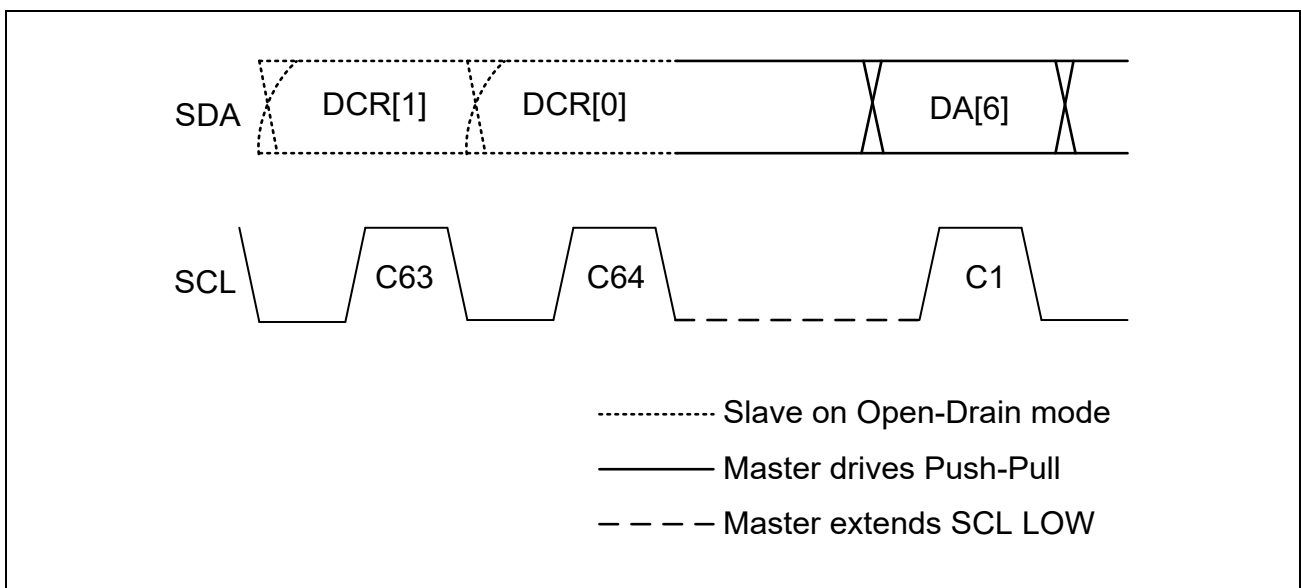 SDA DCR[1] DCR[0] DA[6]
SCL C63 C64 C1
Slave on Open-Drain mode
Master drives Push-Pull
Master extends SCL LOW